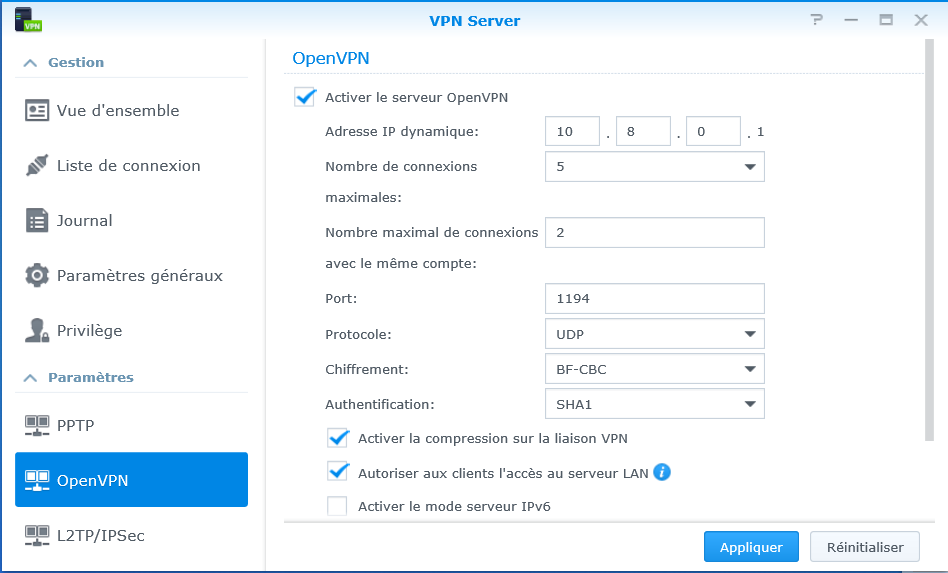 VPN
VPN Server
Gestion
Vue d'ensemble
Liste de connexion
Journal
Paramètres généraux
Privilège
Paramètres
PPTP
OpenVPN
L2TP/IPSec
OpenVPN
Activer le serveur OpenVPN
Adresse IP dynamique: 10 . 8 . 0 . 1
Nombre de connexions 5
maximales:
Nombre maximal de connexions 2
avec le même compte:
Port: 1194
Protocole: UDP
Chiffrement: BF-CBC
Authentification: SHA1
Activer la compression sur la liaison VPN
Autoriser aux clients l'accès au serveur LAN i
Activer le mode serveur IPv6
Appliquer Réinitialiser